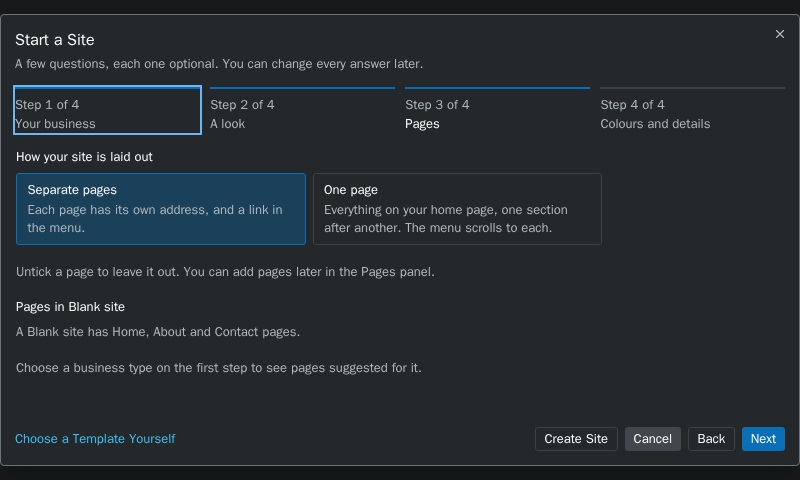 Start a Site
A few questions, each one optional. You can change every answer later.
Step 1 of 4
Your business
Step 2 of 4
A look
Step 3 of 4
Pages
Step 4 of 4
Colours and details
How your site is laid out
Separate pages
Each page has its own address, and a link in
the menu.
One page
Everything on your home page, one section
after another. The menu scrolls to each.
Untick a page to leave it out. You can add pages later in the Pages panel.
Pages in Blank site
A Blank site has Home, About and Contact pages.
Choose a business type on the first step to see pages suggested for it.
Choose a Template Yourself
Create Site
Cancel
Back
Next